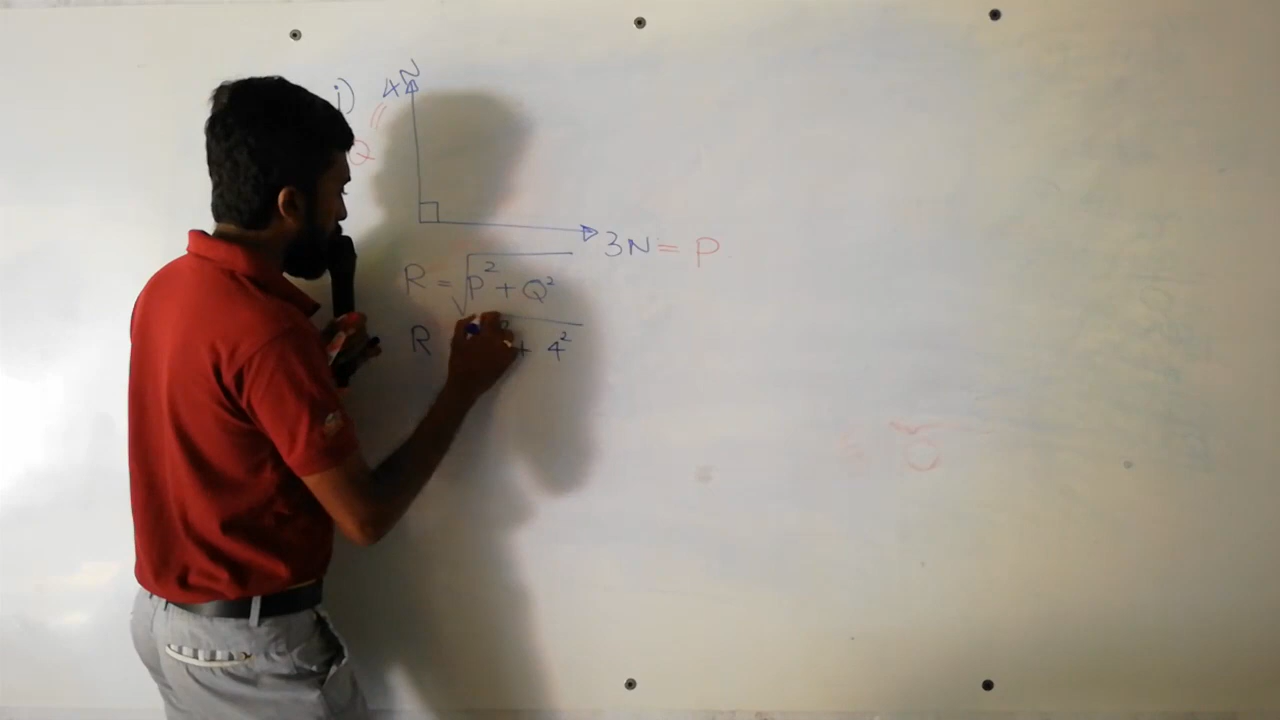 i) 4N
= Q
3N = P
R = √P² + Q²
R + 4²